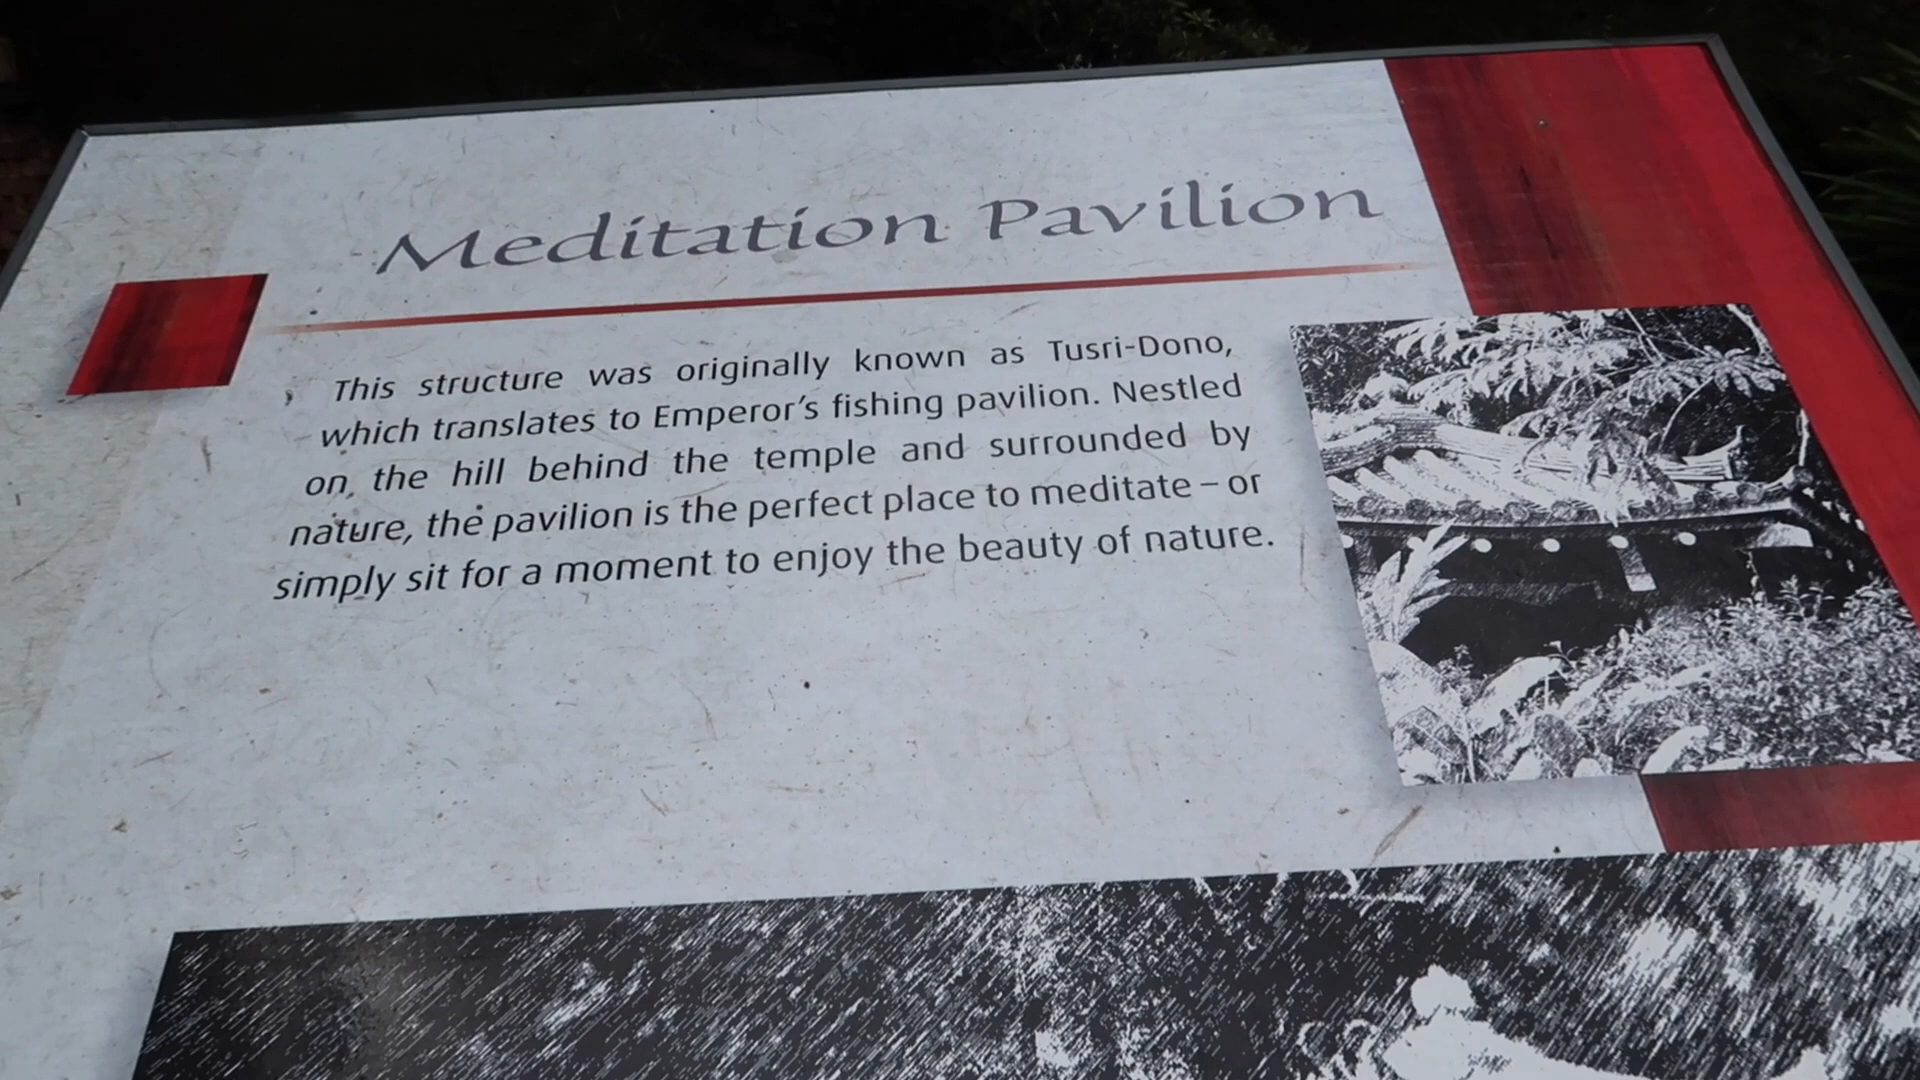 Meditation Pavilion
This structure was originally known as Tusri-Dono,
which translates to Emperor's fishing pavilion. Nestled
on the hill behind the temple and surrounded by
nature, the pavilion is the perfect place to meditate – or
simply sit for a moment to enjoy the beauty of nature.